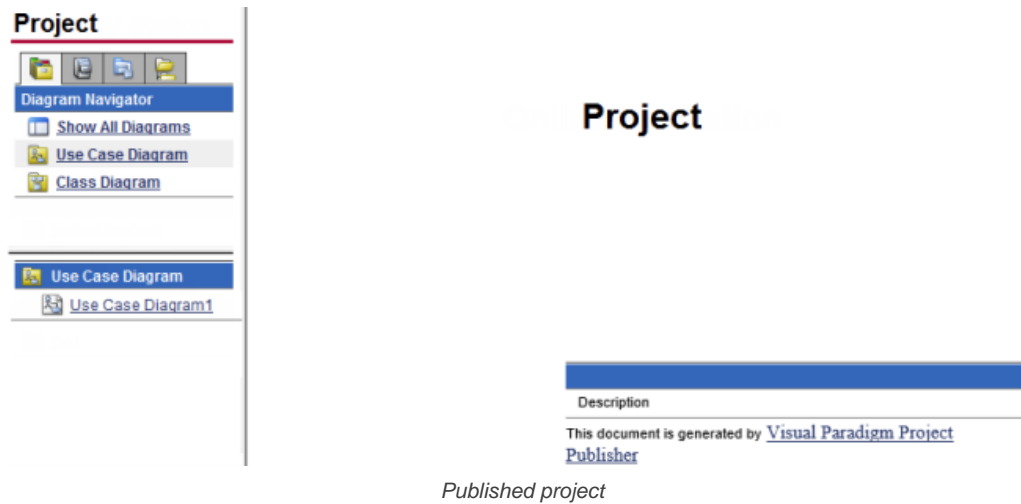 Project
Diagram Navigator
Show All Diagrams
Use Case Diagram
Class Diagram
Use Case Diagram
Use Case Diagram1
Project
Description
This document is generated by Visual Paradigm Project
Publisher
Published project